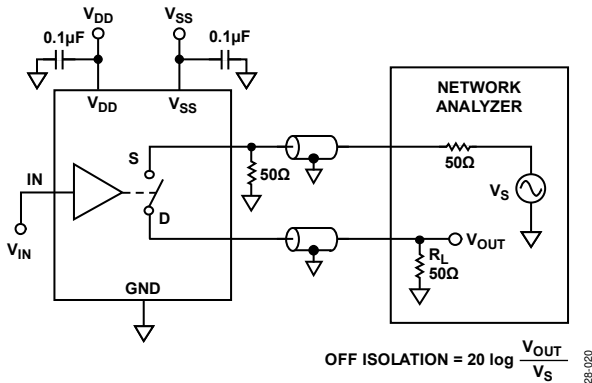 VDD
VSS
0.1µF
0.1µF
VDD
VSS
NETWORK
ANALYZER
S
IN
50Ω
50Ω
VS
D
VOUT
VIN
RL
50Ω
GND
OFF ISOLATION = 20 log VOUT
VS
28-020